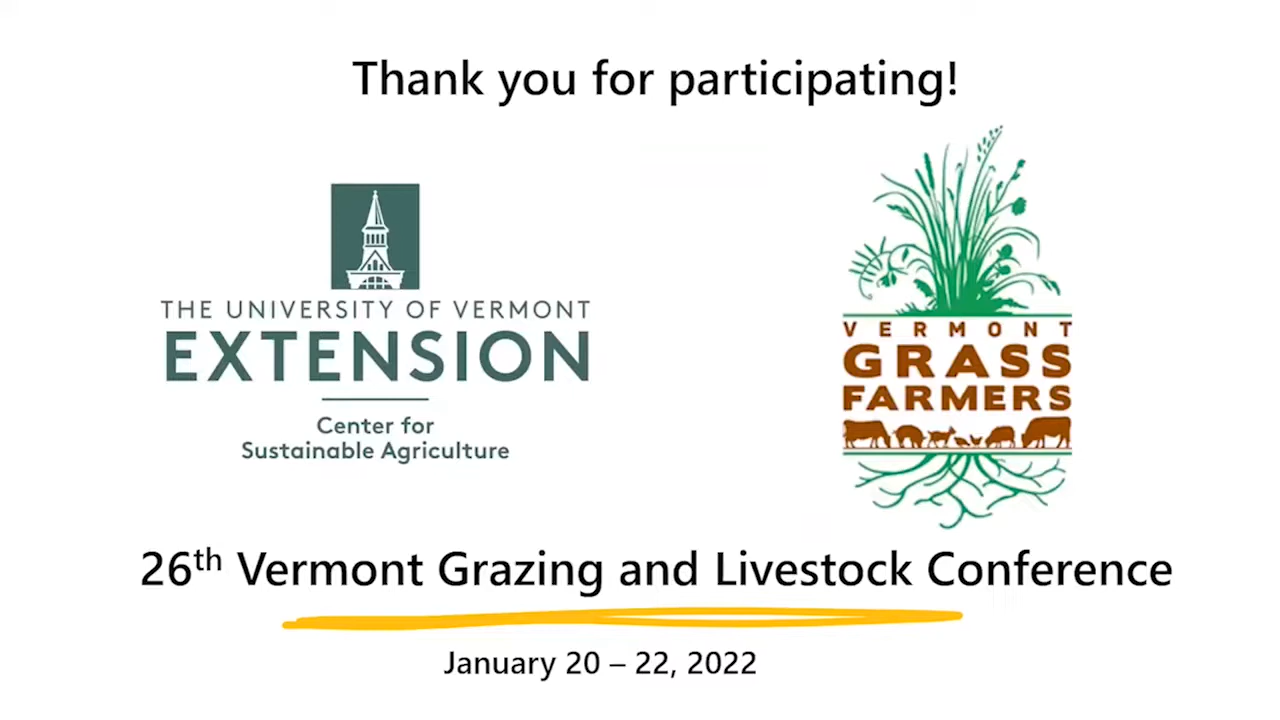 Thank you for participating!
THE UNIVERSITY OF VERMONT
EXTENSION
Center for
Sustainable Agriculture
VERMONT
GRASS
FARMERS
26th Vermont Grazing and Livestock Conference
January 20 – 22, 2022